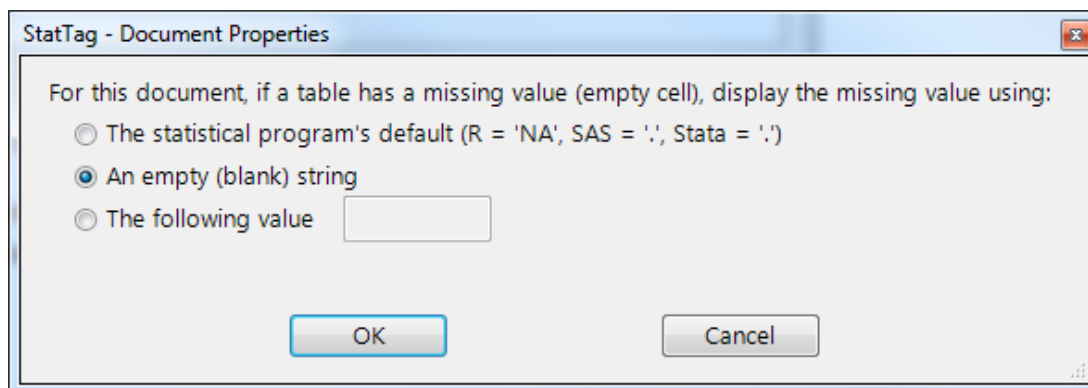 StatTag - Document Properties
For this document, if a table has a missing value (empty cell), display the missing value using:
The statistical program's default (R = 'NA', SAS = '.', Stata = '.')
An empty (blank) string
The following value
OK Cancel